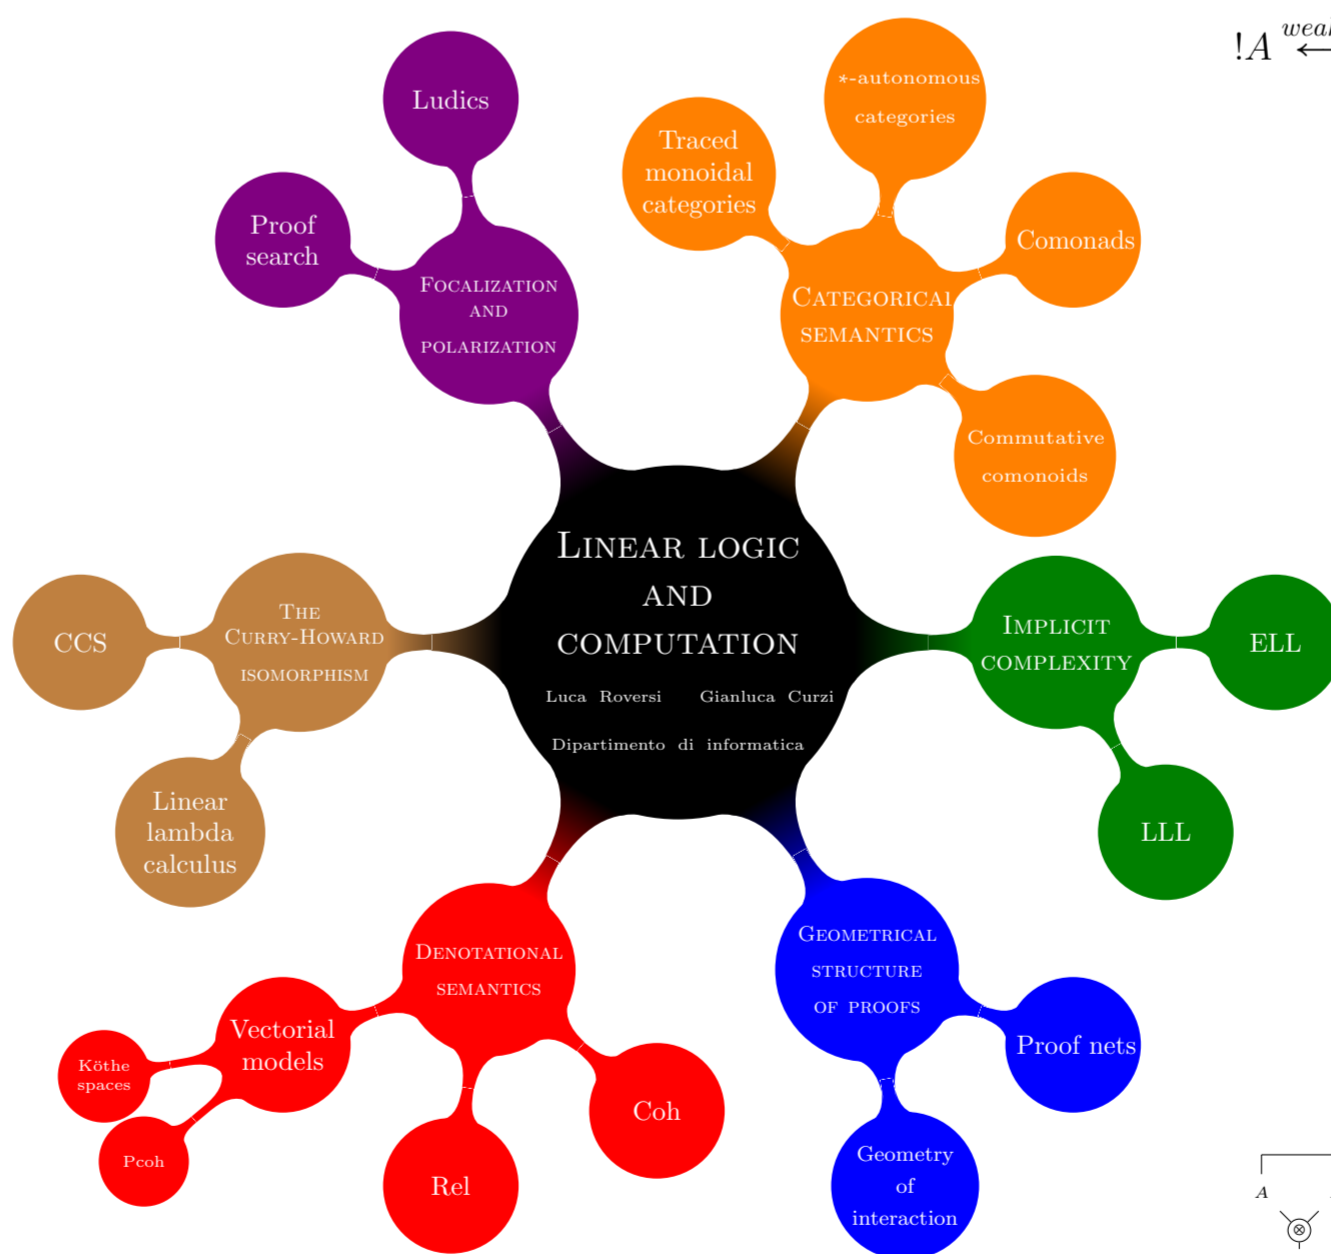 Ludics
Proof
search
FOCALIZATION
AND
POLARIZATION
*-autonomous
categories
Traced
monoidal
categories
Comonads
CATEGORICAl
SEMANTICS
Commutative
comonoids
!A weak
←
LINEAR LOGIC
AND
COMPUTATION
Luca Roversi Gianluca Curzi
Dipartimento di informatica
CCS
THE
CURRY-HOWARD
ISOMORPHISM
Linear
lambda
calculus
IMPLICIT
COMPLEXITY
ELL
LLL
DENOTATIONAL
SEMANTICS
Vectorial
models
Köthe
spaces
Pcoh
Rel
Coh
GEOMETRICAL
STRUCTURE
OF PROOFS
Proof nets
Geometry
of
interaction
A
⊗